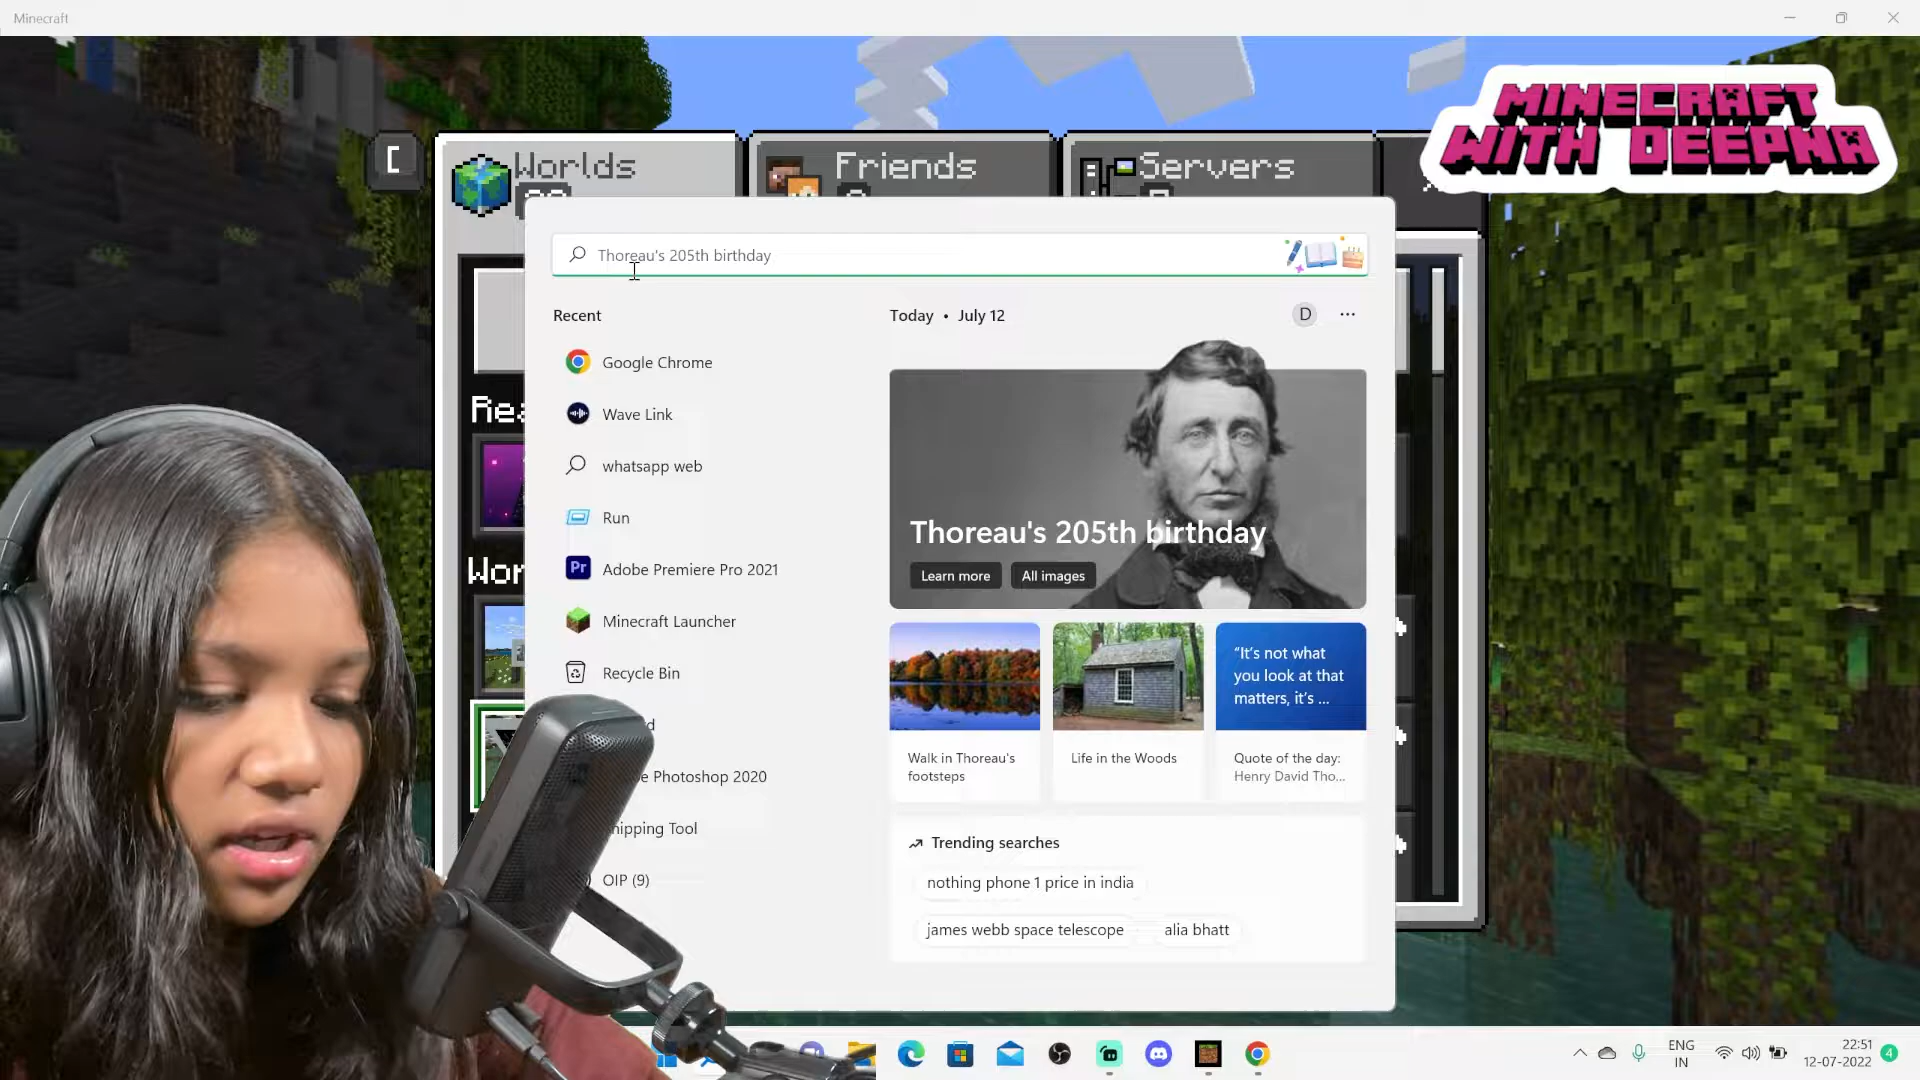 Minecraft
MINECRAFT
WITH DEEPNA
Worlds
Friends
Servers
Thoreau's 205th birthday
Recent
Today • July 12
D
Google Chrome
Wave Link
whatsapp web
Run
Adobe Premiere Pro 2021
Minecraft Launcher
Recycle Bin
Photoshop 2020
OIP (9)
Thoreau's 205th birthday
Learn more
All images
Walk in Thoreau's
footsteps
Life in the Woods
“It's not what
you look at that
matters, it's ...
Quote of the day:
Henry David Tho...
Trending searches
nothing phone 1 price in india
james webb space telescope
alia bhatt
Pr
ENG
IN
22:51
12-07-2022
4